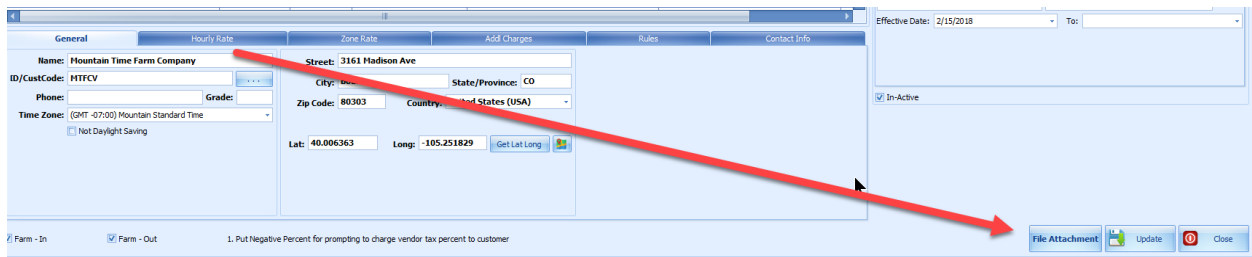 Effective Date: 2/15/2018 To:
General Hourly Rate Zone Rate Addl Charges Rules Contact Info
Name: Mountain Time Farm Company
ID/CustCode: MTFCV ...
Phone: Grade:
Time Zone: (GMT -07:00) Mountain Standard Time
Not Daylight Saving
Street: 3161 Madison Ave
City: State/Province: CO
Zip Code: 80303 Country: United States (USA)
Lat: 40.006363 Long: -105.251829 Get Lat Long
In-Active
Farm - In Farm - Out 1. Put Negative Percent for prompting to charge vendor tax percent to customer
File Attachment Update Close